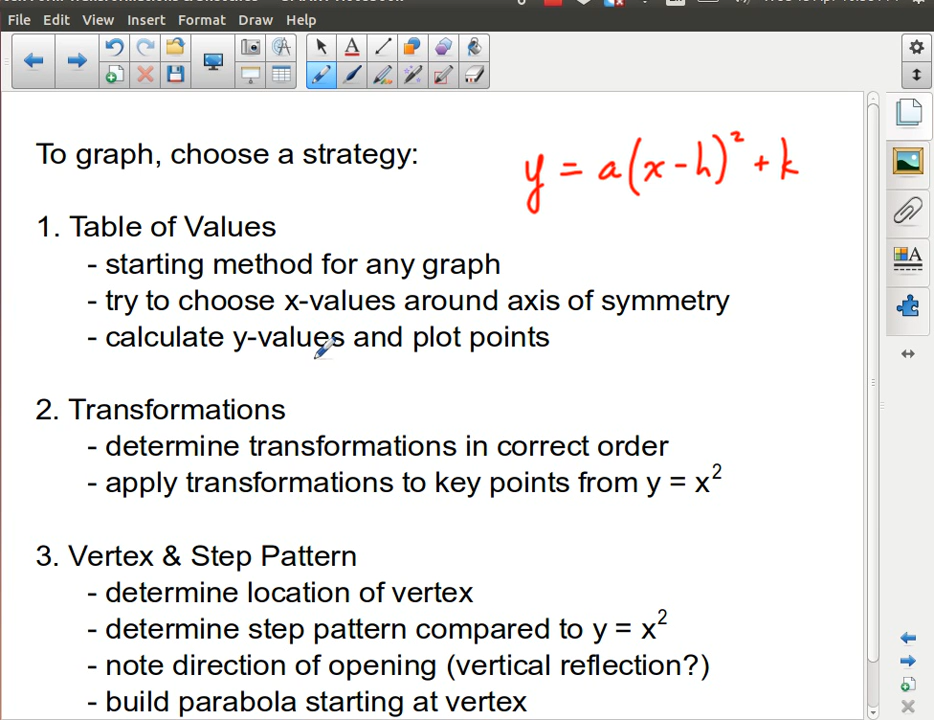 File Edit View Insert Format Draw Help
To graph, choose a strategy:
y = a(x-h)² + k
1. Table of Values
- starting method for any graph
- try to choose x-values around axis of symmetry
- calculate y-values and plot points
2. Transformations
- determine transformations in correct order
- apply transformations to key points from y = x²
3. Vertex & Step Pattern
- determine location of vertex
- determine step pattern compared to y = x²
- note direction of opening (vertical reflection?)
- build parabola starting at vertex